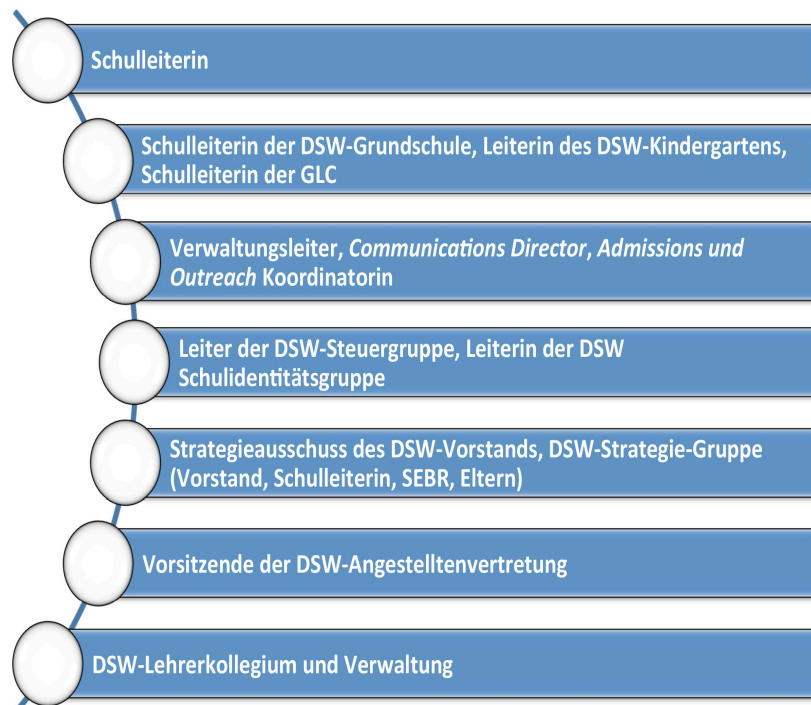 Schulleiterin
Schulleiterin der DSW-Grundschule, Leiterin des DSW-Kindergartens,
Schulleiterin der GLC
Verwaltungsleiter, Communications Director, Admissions und
Outreach Koordinatorin
Leiter der DSW-Steuergruppe, Leiterin der DSW
Schulidentitätsgruppe
Strategieausschuss des DSW-Vorstands, DSW-Strategie-Gruppe
(Vorstand, Schulleiterin, SEBR, Eltern)
Vorsitzende der DSW-Angestelltenvertretung
DSW-Lehrerkollegium und Verwaltung